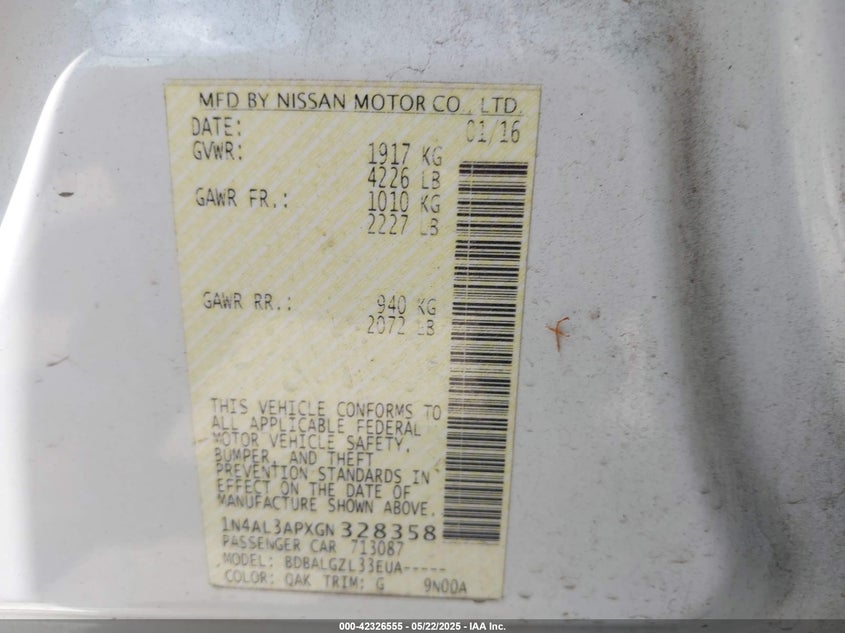 MFD BY NISSAN MOTOR CO., LTD.
DATE: 01/16
GVWR: 1917 KG
4226 LB
GAWR FR.: 1010 KG
2227 LB
GAWR RR.: 940 KG
2072 LB
THIS VEHICLE CONFORMS TO
ALL APPLICABLE FEDERAL
MOTOR VEHICLE SAFETY,
BUMPER, AND THEFT
PREVENTION STANDARDS IN
EFFECT ON THE DATE OF
MANUFACTURE SHOWN ABOVE.
1N4AL3APXGN328358
PASSENGER CAR 713087
MODEL: BDBALGZL33EUA-----
COLOR: QAK TRIM: G 9N00A
000-42326555 - 05/22/2025 - IAA Inc.